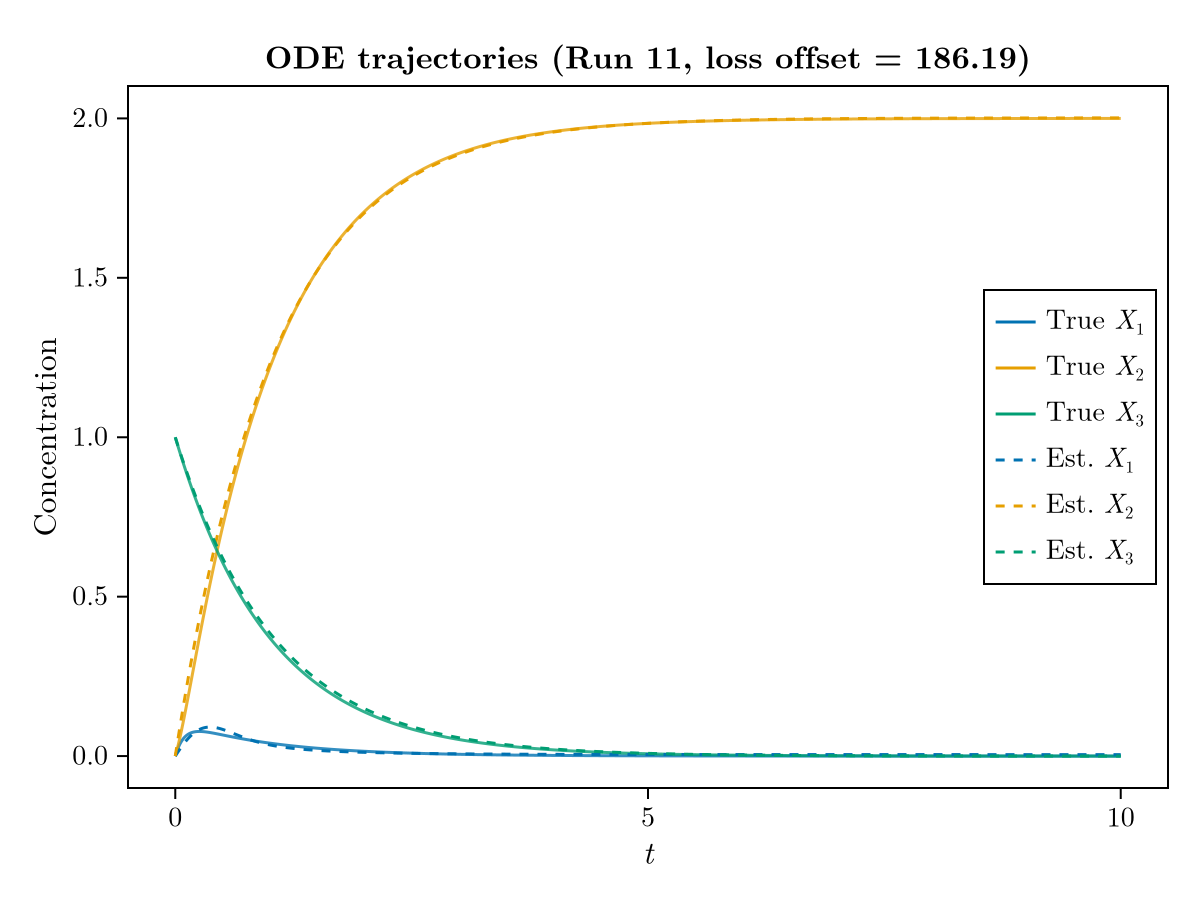 ODE trajectories (Run 11, loss offset = 186.19)
2.0
1.5
1.0
0.5
0.0
Concentration
True X₁
True X₂
True X₃
Est. X₁
Est. X₂
Est. X₃
0 5 10
t